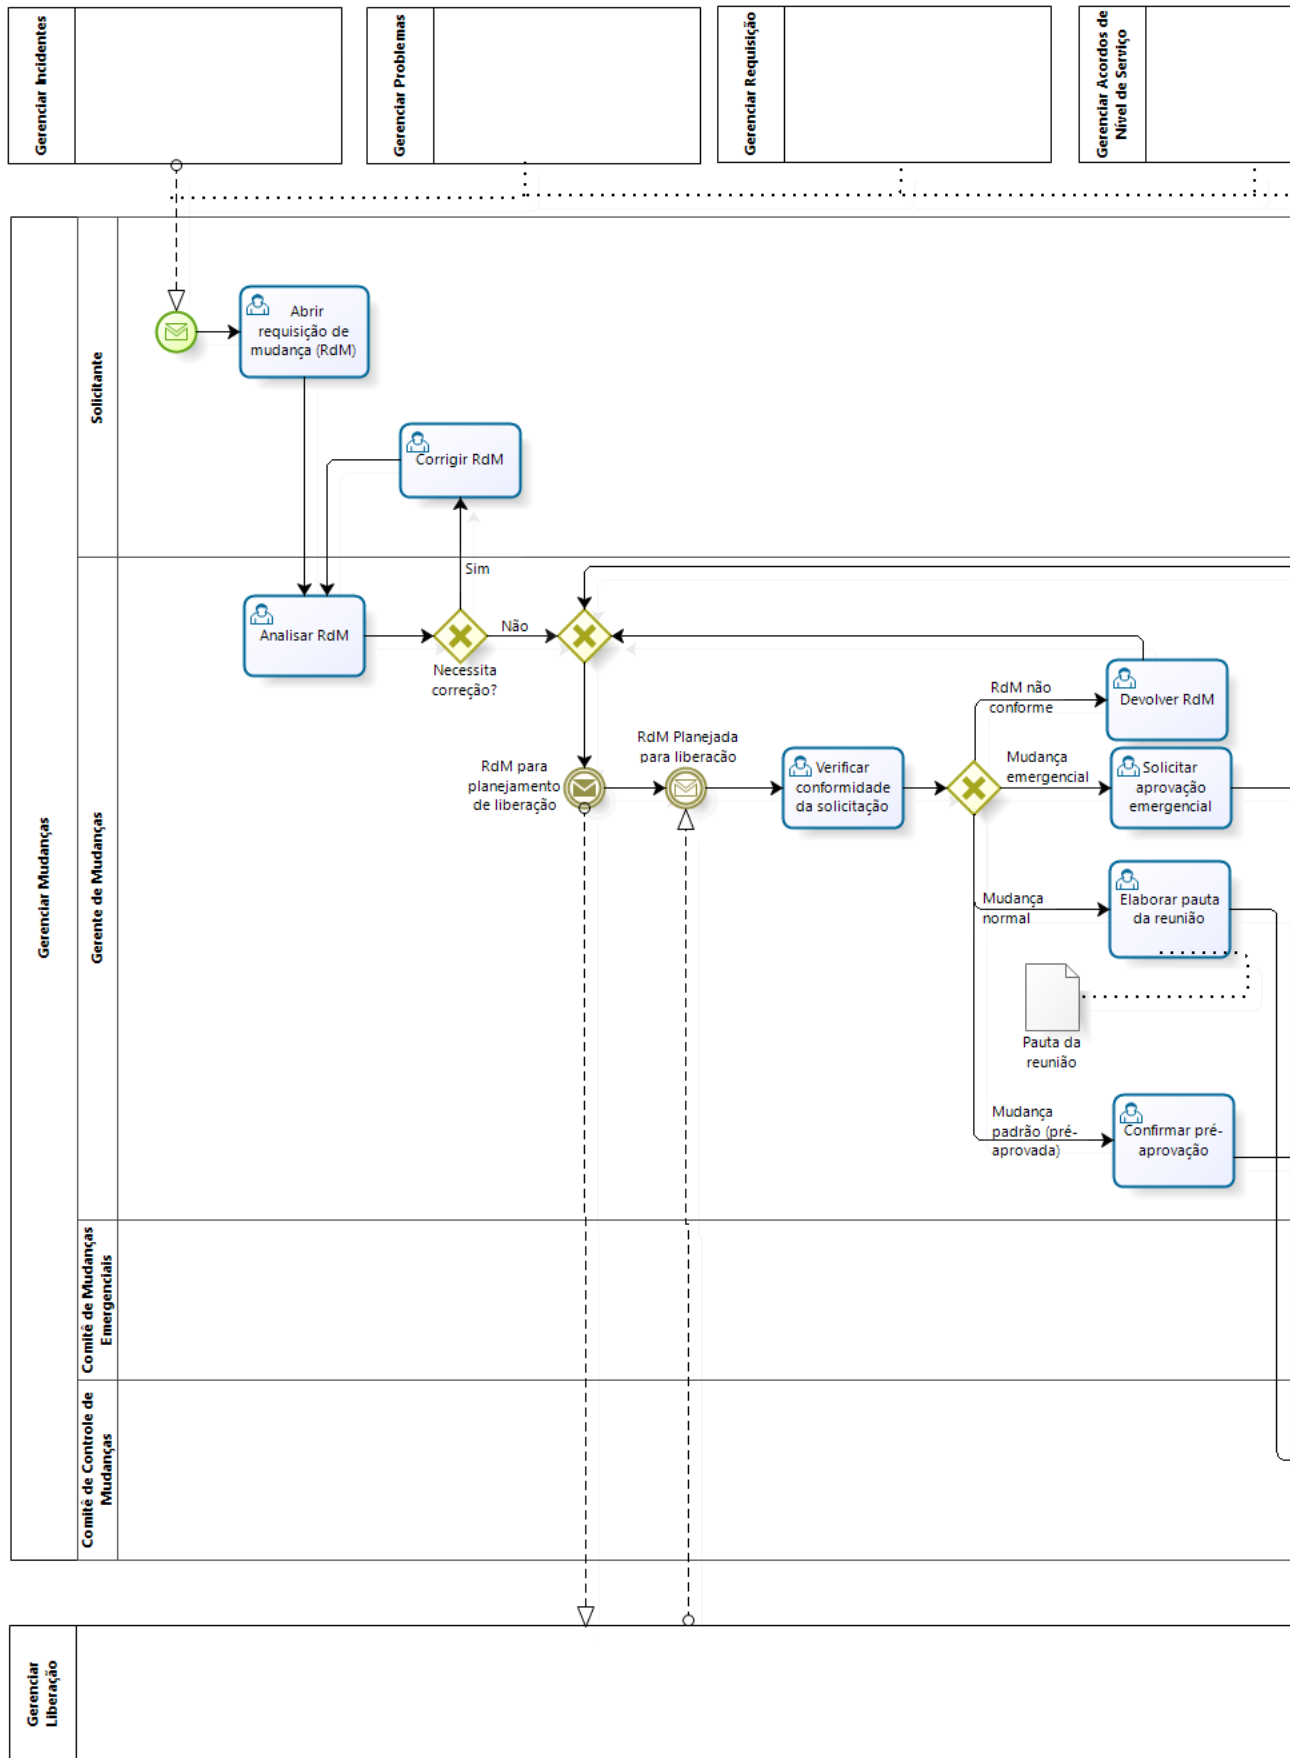 Gerenciar Incidentes
Gerenciar Problemas
Gerenciar Requisição
Gerenciar Acordos de
Nível de Serviço
Gerenciar Mudanças
Solicitante
Abrir
requisição de
mudança (RdM)
Corrigir RdM
Sim
Gerente de Mudanças
Analisar RdM
Não
Necessita
correção?
RdM não
conforme
Devolver RdM
RdM Planejada
para liberação
RdM para
planejamento
de liberação
Verificar
conformidade
da solicitação
Mudança
emergencial
Solicitar
aprovação
emergencial
Mudança
normal
Elaborar pauta
da reunião
Pauta da
reunião
Mudança
padrão (pré-
aprovada)
Confirmar pré-
aprovação
Comitê de Mudanças
Emergenciais
Comitê de Controle de
Mudanças
Gerenciar
Liberação